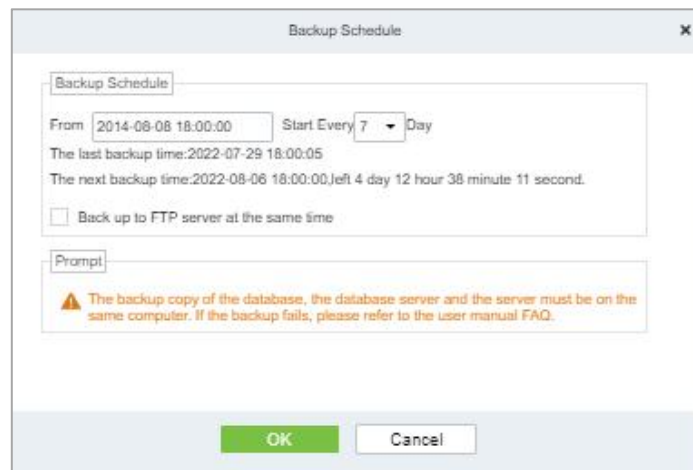 Backup Schedule
×
Backup Schedule
From 2014-08-08 18:00:00 Start Every 7 Day
The last backup time:2022-07-29 18:00:05
The next backup time:2022-08-06 18:00:00,left 4 day 12 hour 38 minute 11 second.
Back up to FTP server at the same time
Prompt
The backup copy of the database, the database server and the server must be on the
same computer. If the backup fails, please refer to the user manual FAQ.
OK Cancel